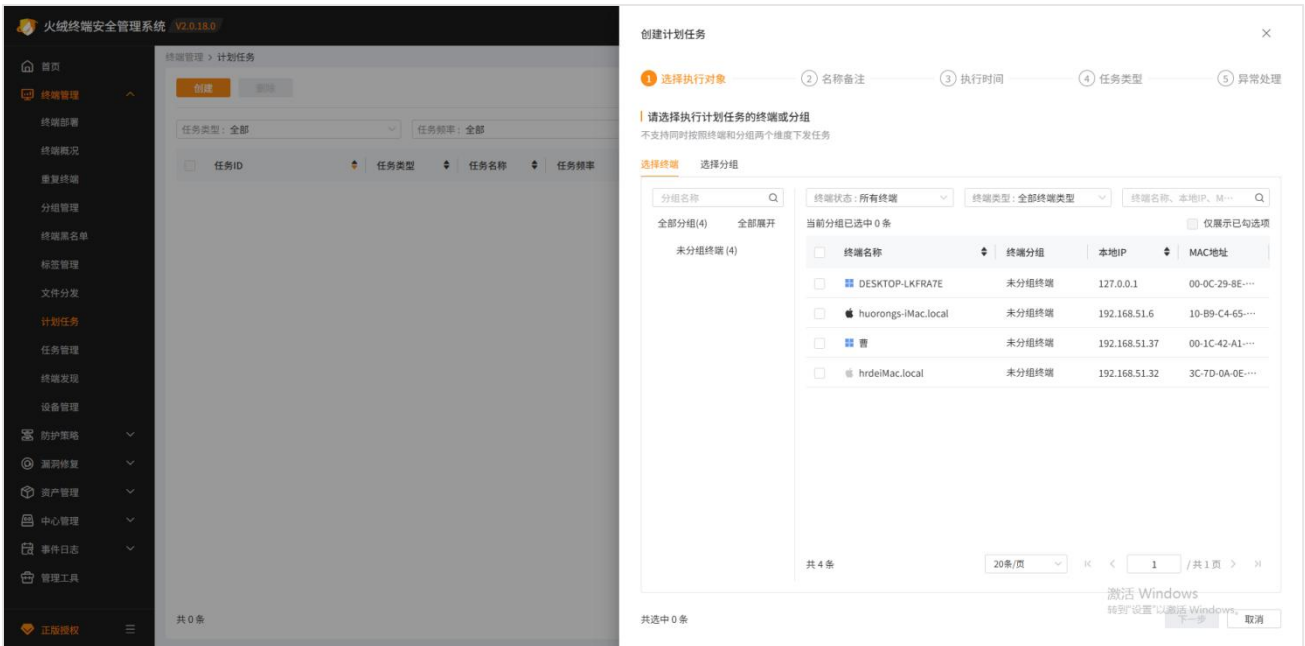 火绒终端安全管理系统 V2.0.18.0
首页
终端管理
终端部署
终端概况
重复终端
分组管理
终端黑名单
标签管理
文件分发
计划任务
任务管理
终端发现
设备管理
防护策略
漏洞修复
资产管理
中心管理
事件日志
管理工具
正版授权
终端管理 > 计划任务
创建 删除
任务类型: 全部 任务频率: 全部
任务ID 任务类型 任务名称 任务频率
共 0 条
创建计划任务
1 选择执行对象 2 名称备注 3 执行时间 4 任务类型 5 异常处理
请选择执行计划任务的终端或分组
不支持同时按照终端和分组两个维度下发任务
选择终端 选择分组
分组名称
全部分组(4) 全部展开
未分组终端 (4)
终端状态: 所有终端 终端类型: 全部终端类型 终端名称、本地IP、M…
当前分组已选中 0 条 仅展示已勾选项
终端名称 终端分组 本地IP MAC地址
DESKTOP-LKFRA7E 未分组终端 127.0.0.1 00-0C-29-8E-…
huorongs-iMac.local 未分组终端 192.168.51.6 10-B9-C4-65-…
曹 未分组终端 192.168.51.37 00-1C-42-A1-…
hrdeiMac.local 未分组终端 192.168.51.32 3C-7D-0A-0E-…
共 4 条 20条/页 1 / 共 1 页
激活 Windows
转到"设置"以激活 Windows。
共选中 0 条 下一步 取消